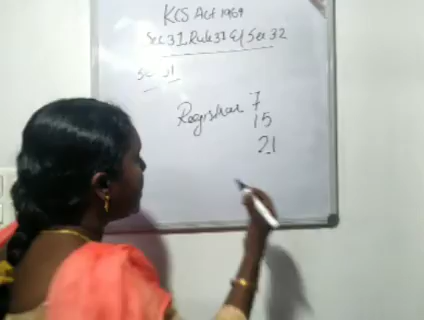 KCS Act 1969
Sec 31, Rule 37 & Sec 32
Sec 31
Registrar 7
15
21